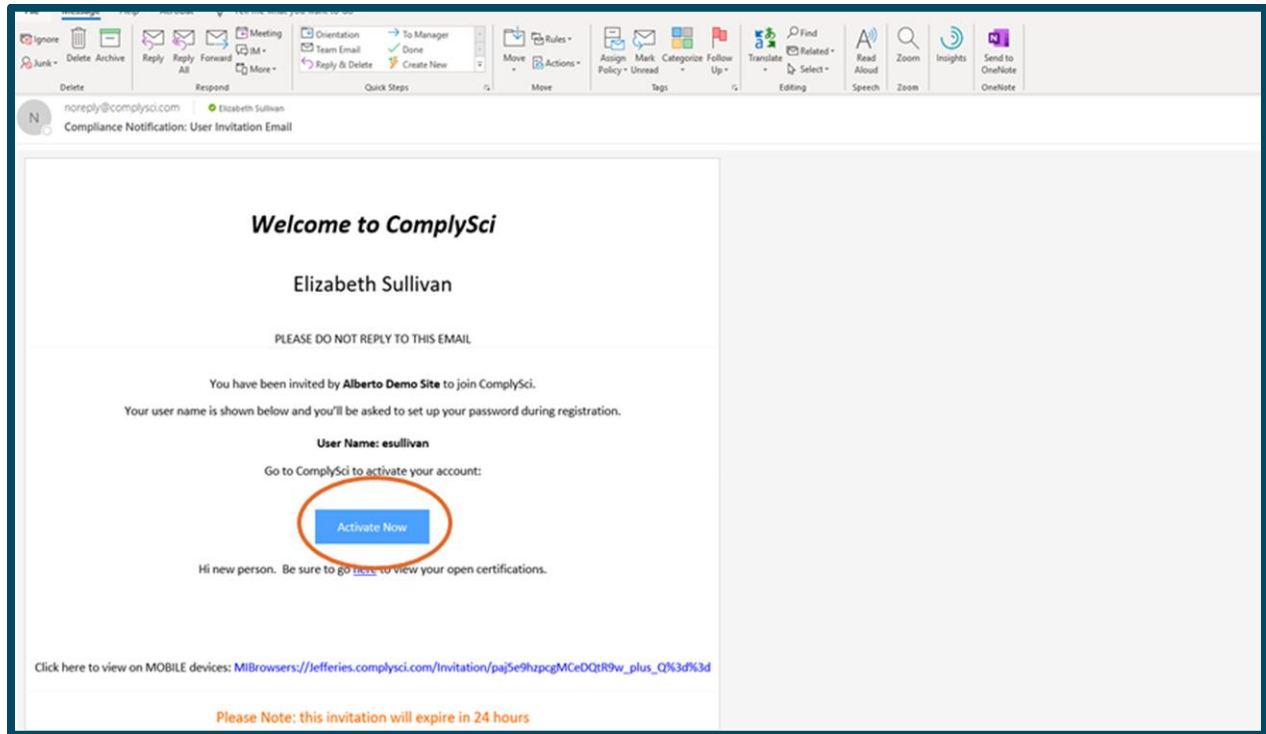 Message
Ignore
Junk
Delete
Archive
Reply
Reply All
Forward
Meeting
IM
More
Orientation
Team Email
Reply & Delete
To Manager
Done
Create New
Move
Rules
Actions
Assign Policy
Mark Unread
Categorize
Follow Up
Translate
Find
Related
Select
Read Aloud
Zoom
Insights
Send to OneNote
Delete
Respond
Quick Steps
Move
Tags
Editing
Speech
Zoom
OneNote
N
noreply@complysci.com
Elizabeth Sullivan
Compliance Notification: User Invitation Email
Welcome to ComplySci
Elizabeth Sullivan
PLEASE DO NOT REPLY TO THIS EMAIL
You have been invited by Alberto Demo Site to join ComplySci.
Your user name is shown below and you'll be asked to set up your password during registration.
User Name: esullivan
Go to ComplySci to activate your account:
Activate Now
Hi new person. Be sure to go here to view your open certifications.
Click here to view on MOBILE devices: MIBrowsers://Jefferies.complysci.com/Invitation/paj5e9hzpcgMCeDQtR9w_plus_Q%3d%3d
Please Note: this invitation will expire in 24 hours